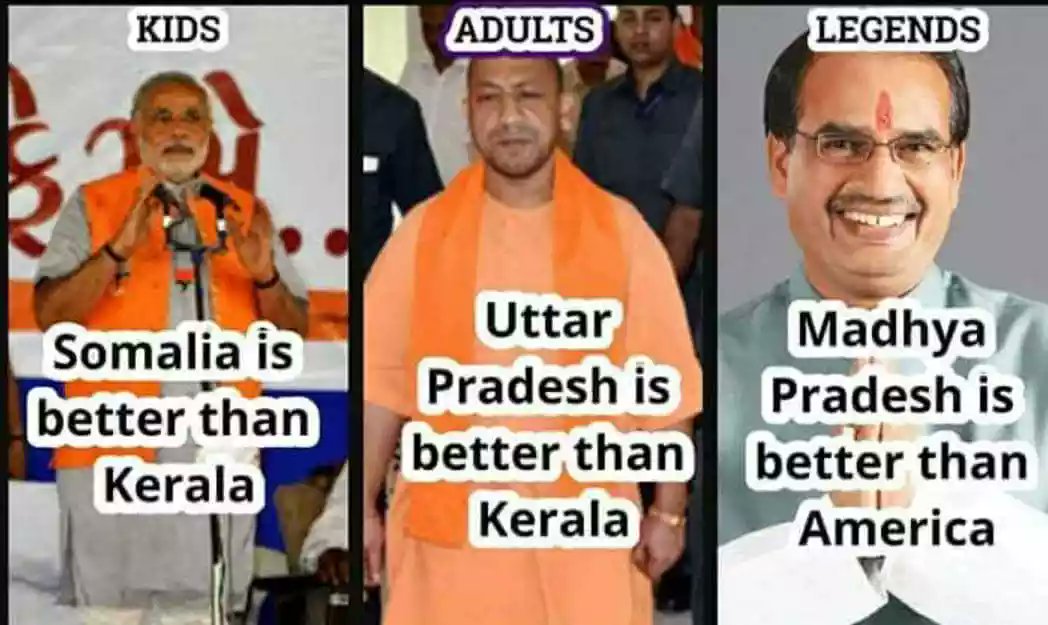 KIDS
Somalia is
better than
Kerala
ADULTS
Uttar
Pradesh is
better than
Kerala
LEGENDS
Madhya
Pradesh is
better than
America